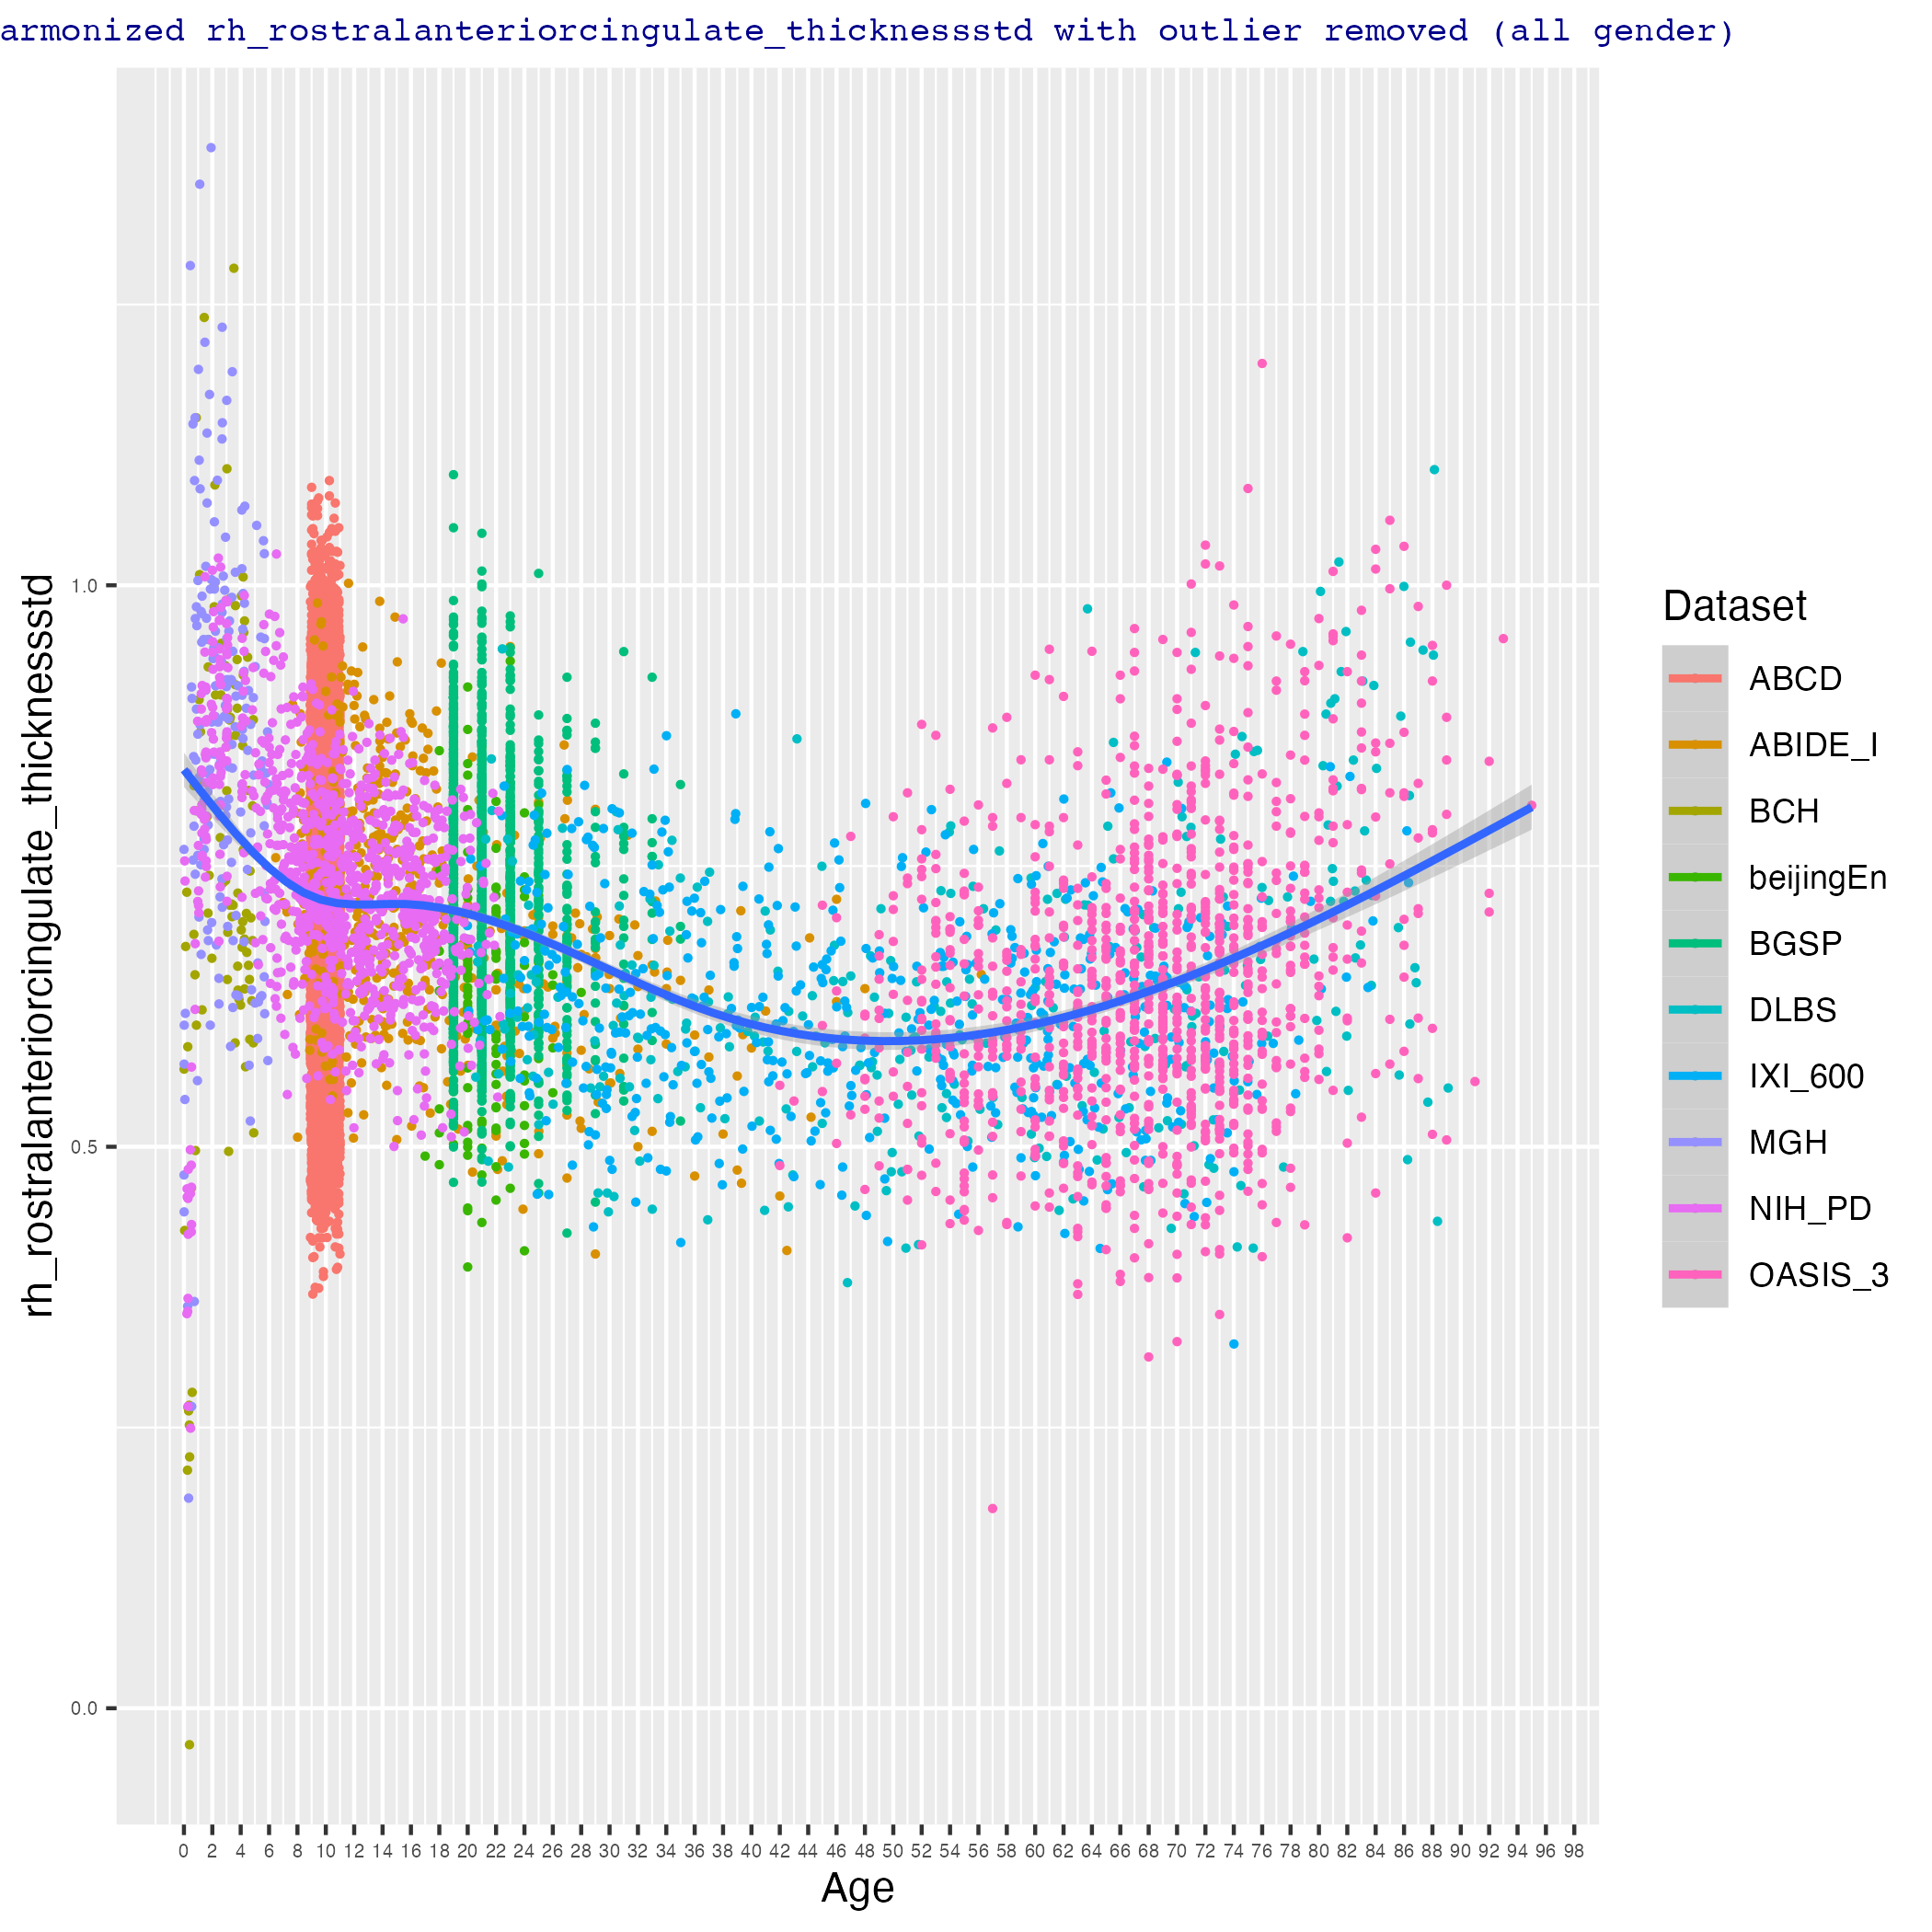 armonized rh_rostralanteriorcingulate_thicknessstd with outlier removed (all gender)
rh_rostralanteriorcingulate_thicknessstd
1.0
0.5
0.0
0 2 4 6 8 10 12 14 16 18 20 22 24 26 28 30 32 34 36 38 40 42 44 46 48 50 52 54 56 58 60 62 64 66 68 70 72 74 76 78 80 82 84 86 88 90 92 94 96 98
Age
Dataset
ABCD
ABIDE_I
BCH
beijingEn
BGSP
DLBS
IXI_600
MGH
NIH_PD
OASIS_3